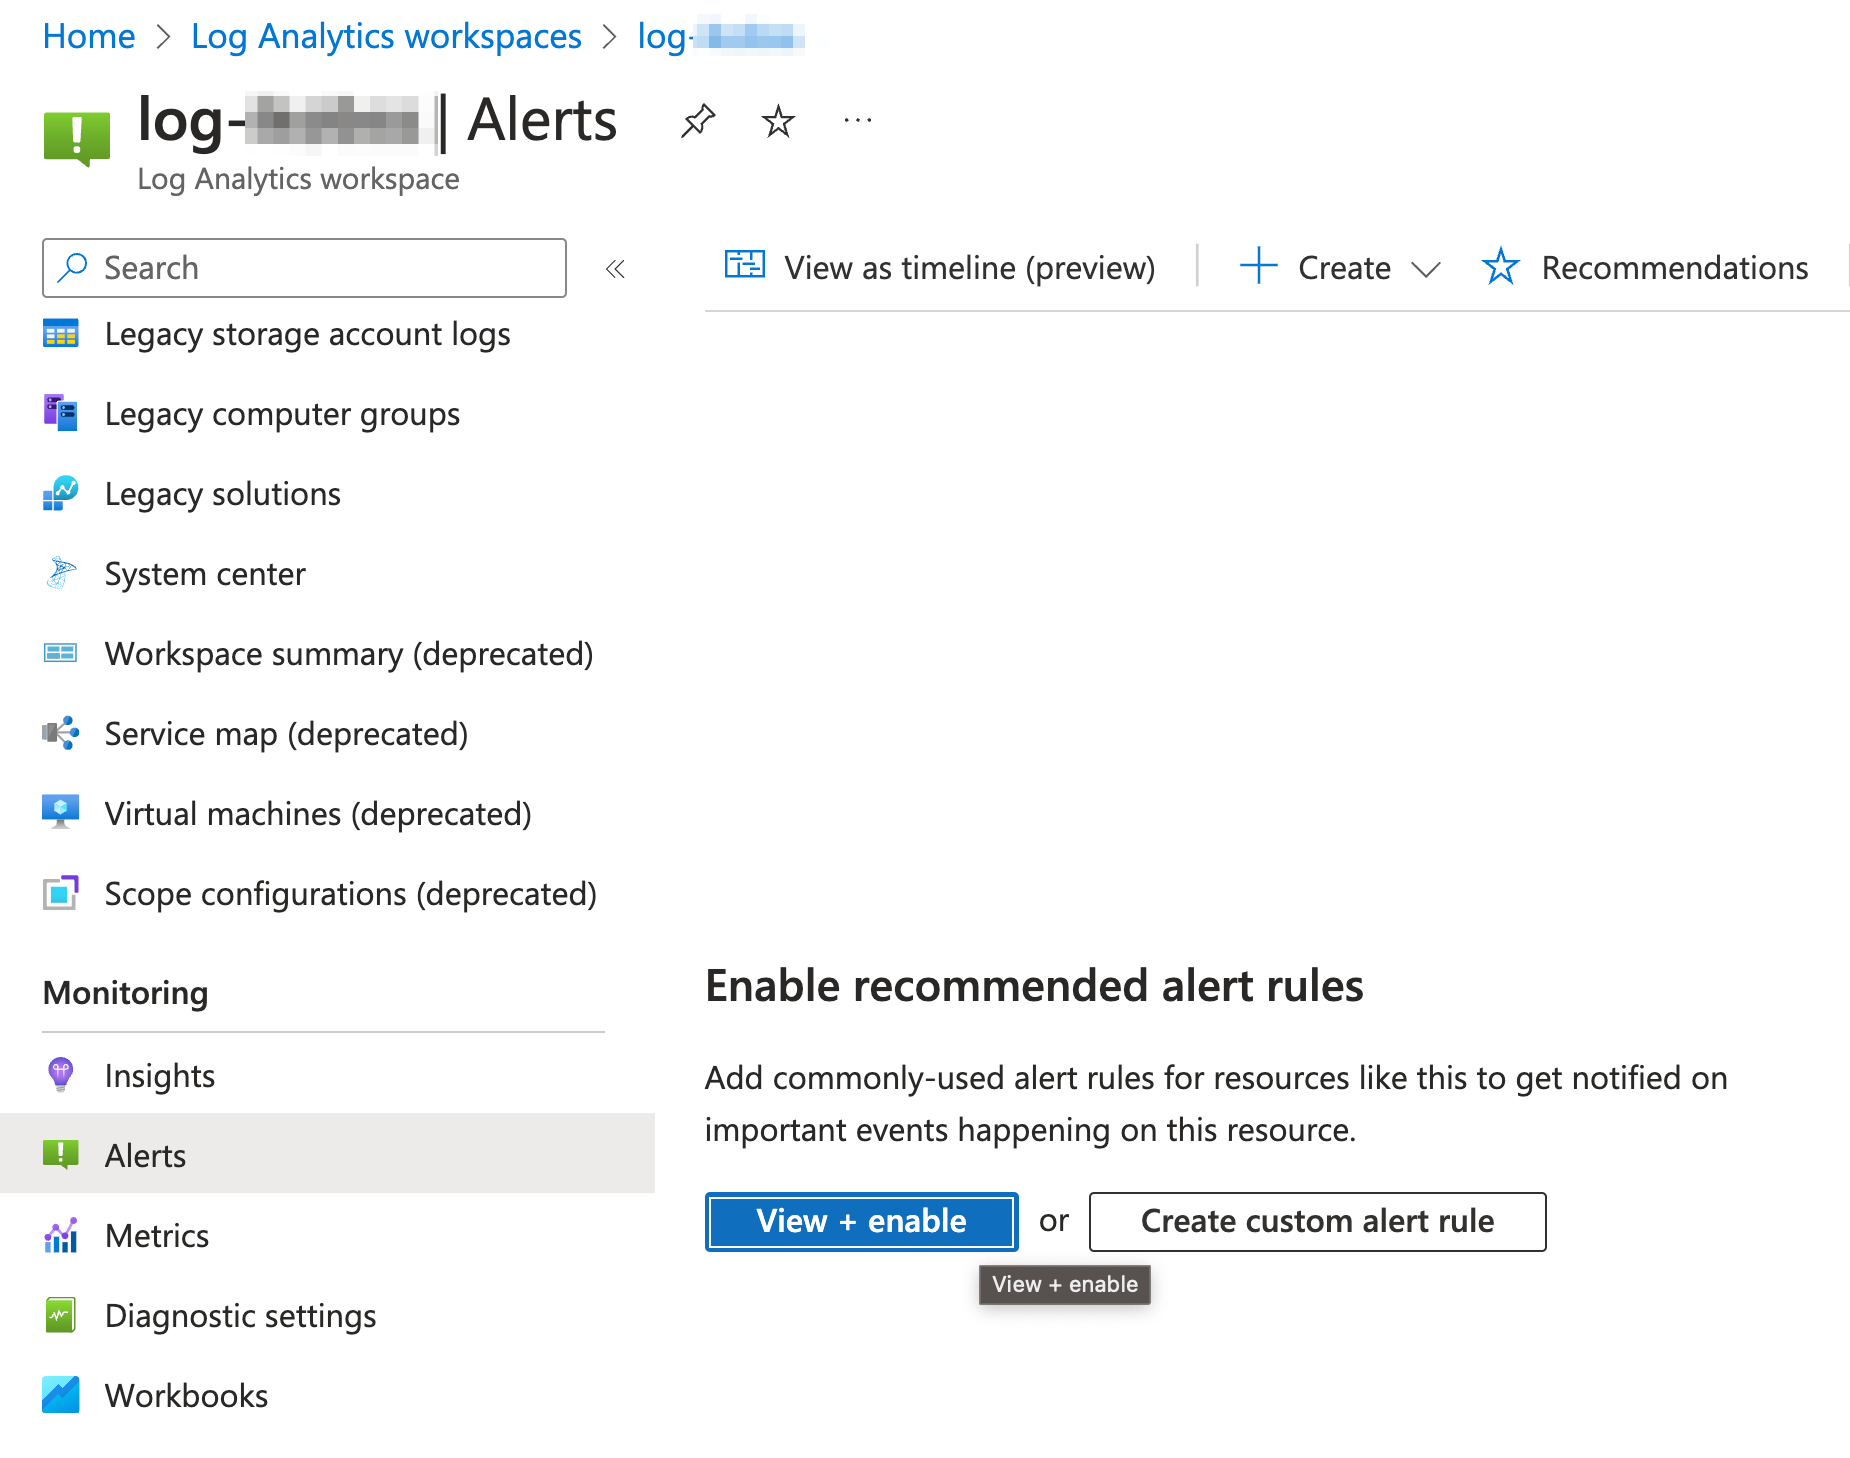 Home > Log Analytics workspaces > log-
log- | Alerts
Log Analytics workspace
Search
View as timeline (preview)
Create
Recommendations
Legacy storage account logs
Legacy computer groups
Legacy solutions
System center
Workspace summary (deprecated)
Service map (deprecated)
Virtual machines (deprecated)
Scope configurations (deprecated)
Monitoring
Insights
Alerts
Metrics
Diagnostic settings
Workbooks
Enable recommended alert rules
Add commonly-used alert rules for resources like this to get notified on
important events happening on this resource.
View + enable or Create custom alert rule
View + enable